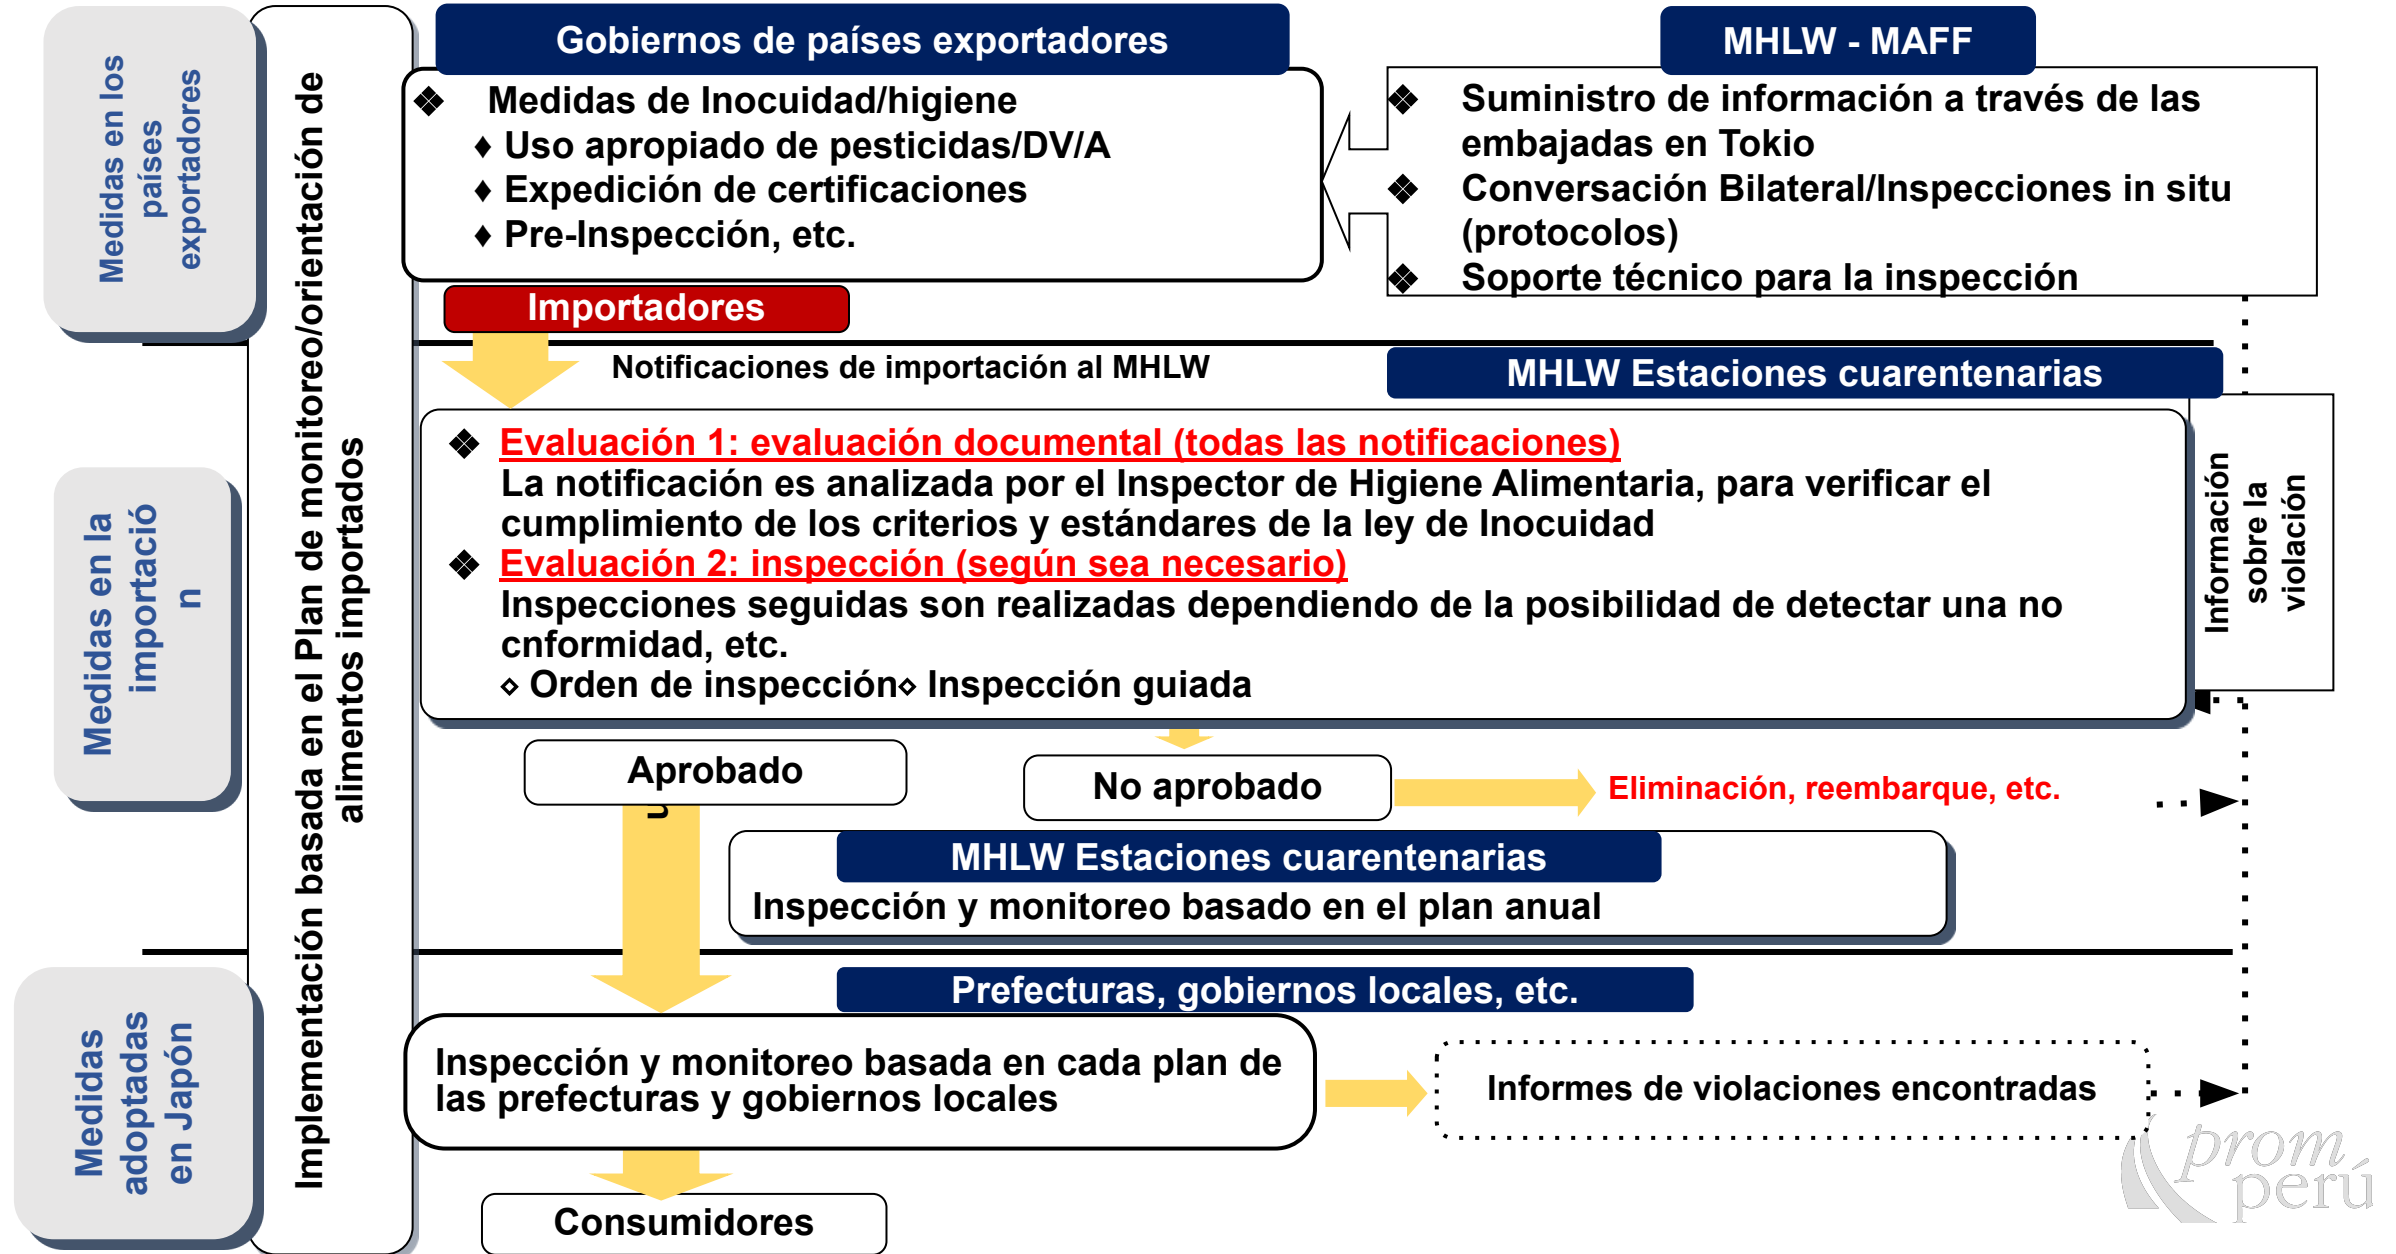 Medidas en los
países
exportadores
Medidas en la
importació
n
Medidas
adoptadas
en Japón
Implementación basada en el Plan de monitoreo/orientación de
alimentos importados
Gobiernos de países exportadores
❖ Medidas de Inocuidad/higiene
♦ Uso apropiado de pesticidas/DV/A
♦ Expedición de certificaciones
♦ Pre-Inspección, etc.
MHLW - MAFF
❖ Suministro de información a través de las
embajadas en Tokio
❖ Conversación Bilateral/Inspecciones in situ
(protocolos)
❖ Soporte técnico para la inspección
Importadores
Notificaciones de importación al MHLW
MHLW Estaciones cuarentenarias
❖ Evaluación 1: evaluación documental (todas las notificaciones)
La notificación es analizada por el Inspector de Higiene Alimentaria, para verificar el
cumplimiento de los criterios y estándares de la ley de Inocuidad
❖ Evaluación 2: inspección (según sea necesario)
Inspecciones seguidas son realizadas dependiendo de la posibilidad de detectar una no
cnformidad, etc.
⋄ Orden de inspección⋄ Inspección guiada
Información
sobre la
violación
Aprobado
No aprobado
Eliminación, reembarque, etc.
MHLW Estaciones cuarentenarias
Inspección y monitoreo basado en el plan anual
Prefecturas, gobiernos locales, etc.
Inspección y monitoreo basada en cada plan de
las prefecturas y gobiernos locales
Informes de violaciones encontradas
Consumidores
prom
perú